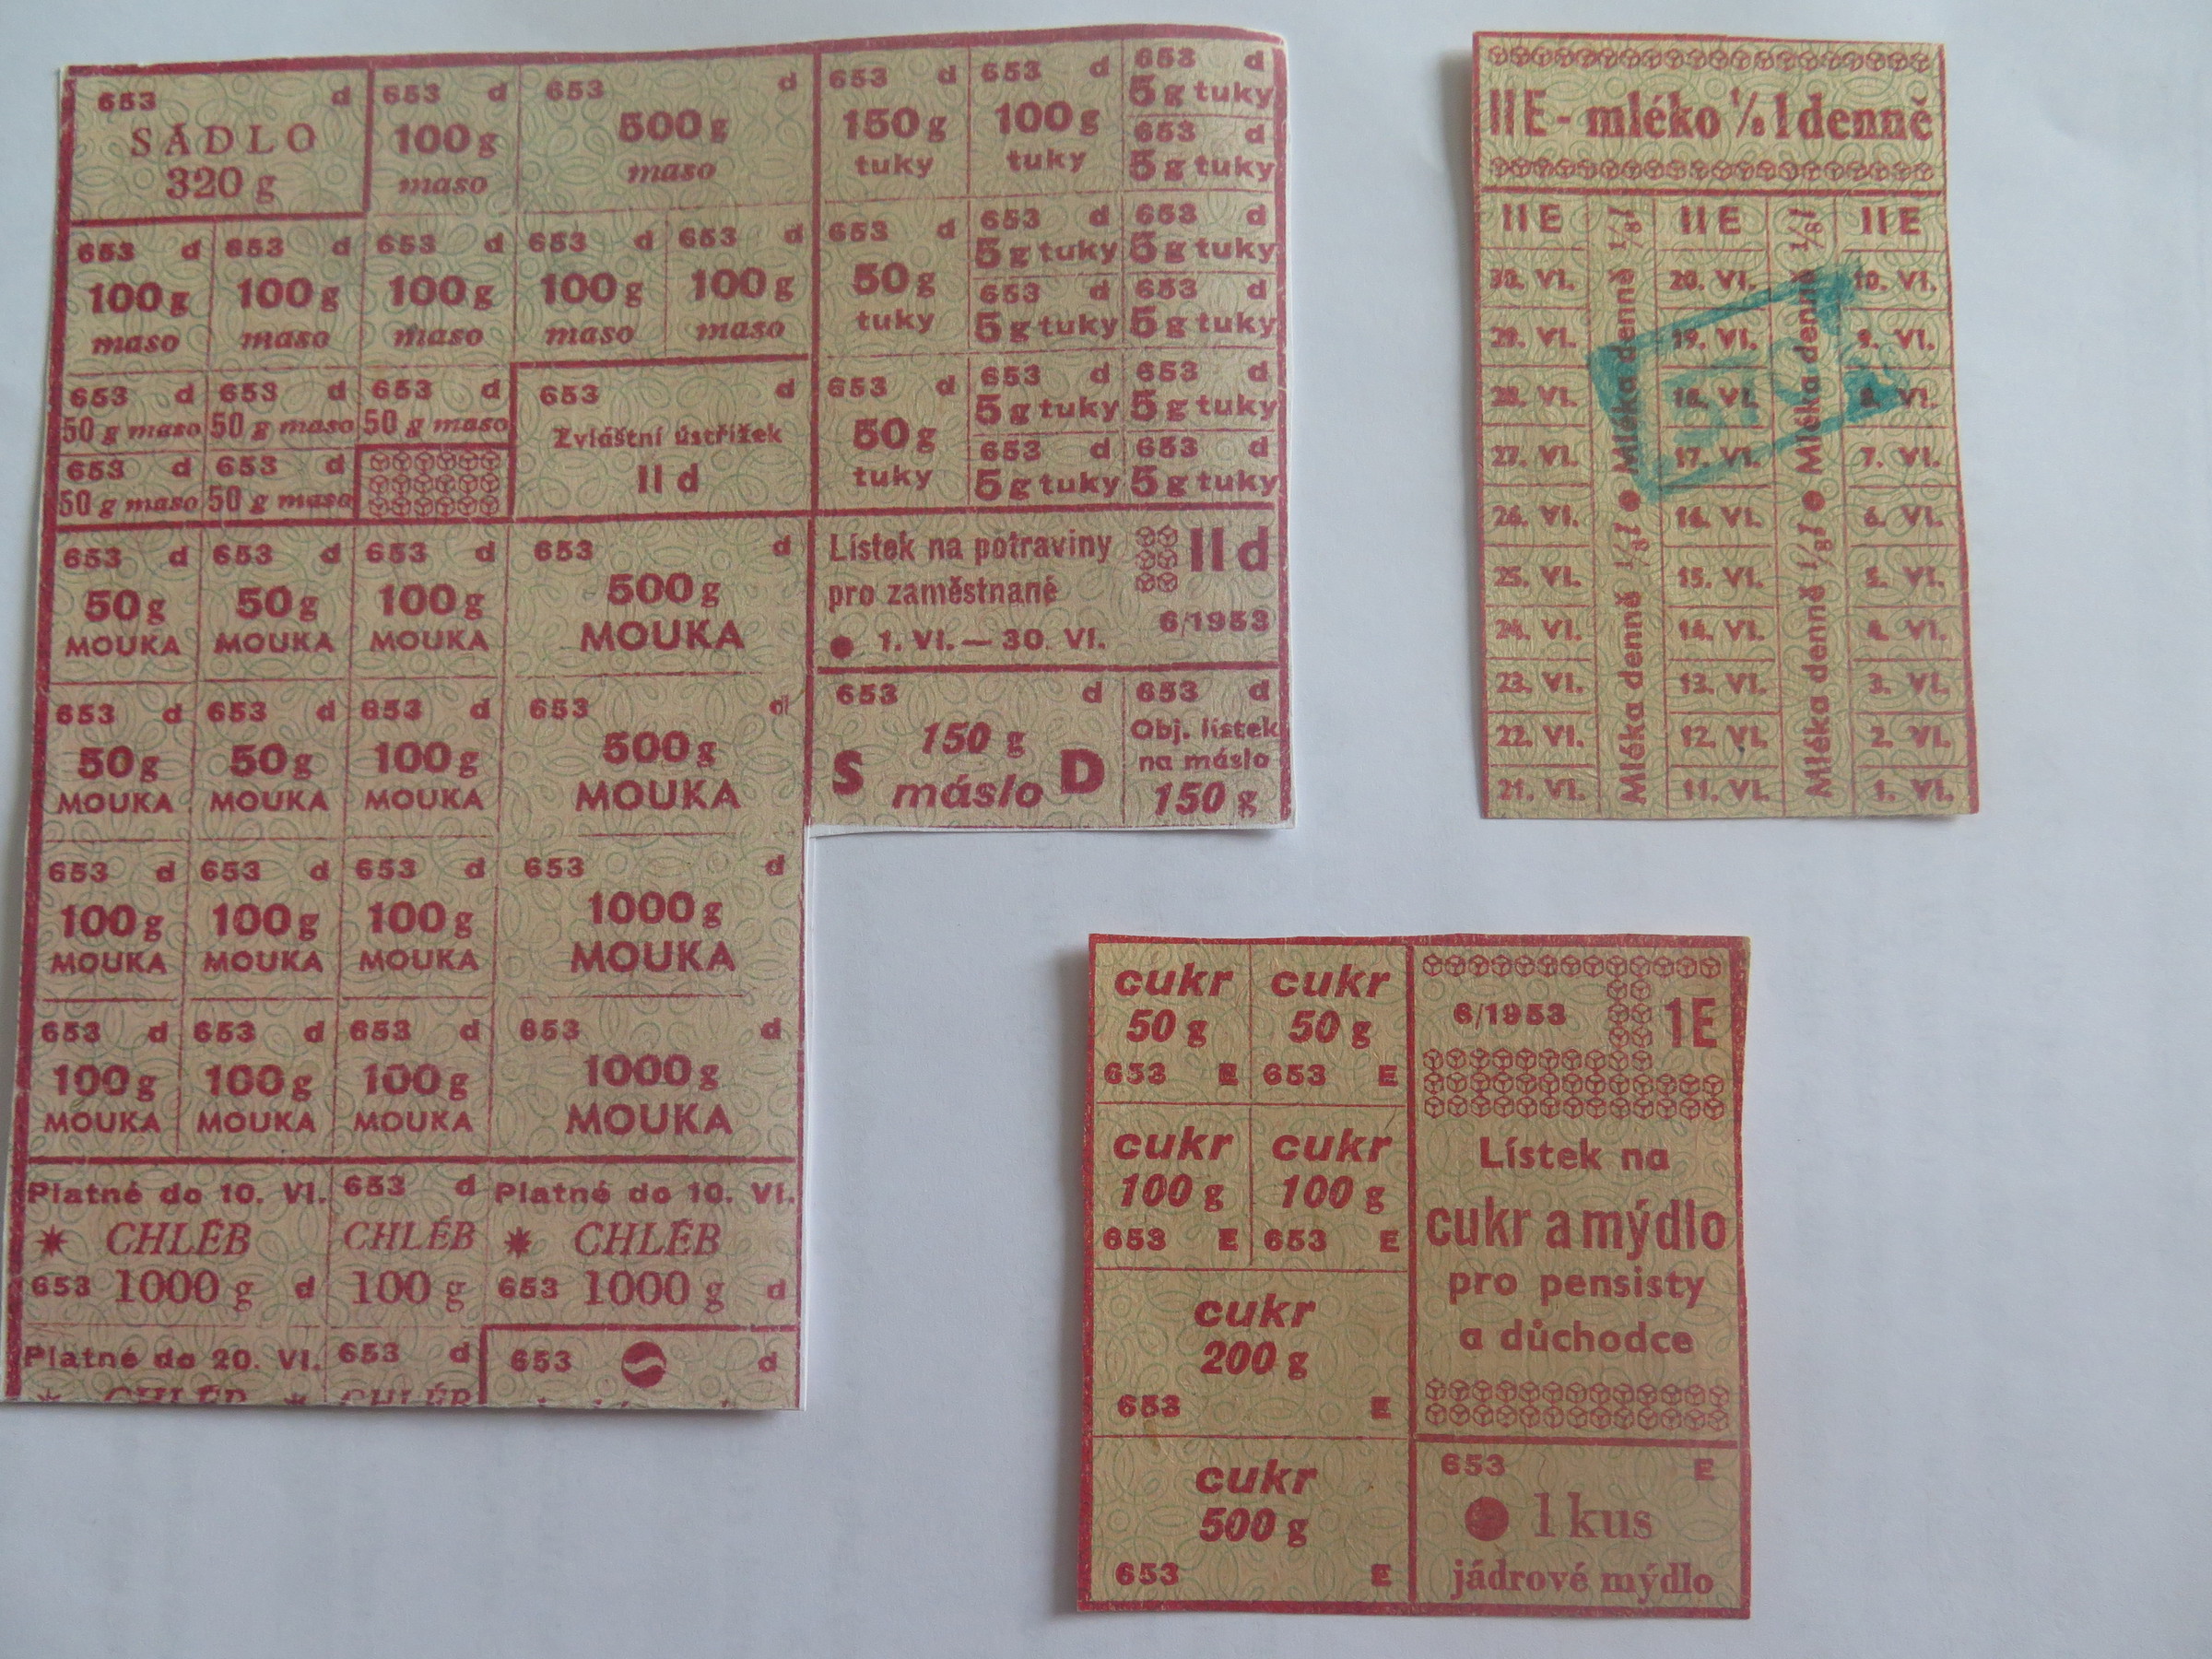 653 d
SÁDLO
320 g
653 d
100 g
maso
653 d
500 g
maso
653 d
100 g
maso
653 d
100 g
maso
653 d
100 g
maso
653 d
100 g
maso
653 d
100 g
maso
653 d
50 g maso
653 d
50 g maso
653 d
50 g maso
653 d
50 g maso
653 d
50 g maso
653 d
Zvláštní ústřižek
II d
653 d
150 g
tuky
653 d
100 g
tuky
653 d
5 g tuky
653 d
5 g tuky
653 d
50 g
tuky
653 d
5 g tuky
653 d
5 g tuky
653 d
5 g tuky
653 d
5 g tuky
653 d
50 g
tuky
653 d
5 g tuky
653 d
5 g tuky
653 d
5 g tuky
653 d
5 g tuky
Lístek na potraviny II d
pro zaměstnané
6/1953
1. VI. — 30. VI.
653 d
150 g
S máslo D
653 d
Obj. lístek
na máslo
150 g
653 d
50 g
MOUKA
653 d
50 g
MOUKA
653 d
100 g
MOUKA
653 d
500 g
MOUKA
653 d
50 g
MOUKA
653 d
50 g
MOUKA
653 d
100 g
MOUKA
653 d
500 g
MOUKA
653 d
100 g
MOUKA
653 d
100 g
MOUKA
653 d
100 g
MOUKA
653 d
1000 g
MOUKA
653 d
100 g
MOUKA
653 d
100 g
MOUKA
653 d
100 g
MOUKA
653 d
1000 g
MOUKA
Platné do 10. VI.
CHLÉB
653 1000 g d
653 d
CHLÉB
100 g
Platné do 10. VI.
CHLÉB
653 1000 g d
Platné do 20. VI.
CHLÉB
653 d
CHLÉB
653 d
II E - mléko 1/8 l denně
II E
30. VI.
29. VI.
28. VI.
27. VI.
26. VI.
25. VI.
24. VI.
23. VI.
22. VI.
21. VI.
Mléka denně 1/8 l
Mléka denně 1/8 l
II E
20. VI.
19. VI.
18. VI.
17. VI.
16. VI.
15. VI.
14. VI.
13. VI.
12. VI.
11. VI.
Mléka denně 1/8 l
Mléka denně 1/8 l
II E
10. VI.
9. VI.
8. VI.
7. VI.
6. VI.
5. VI.
4. VI.
3. VI.
2. VI.
1. VI.
cukr
50 g
653 E
cukr
50 g
653 E
cukr
100 g
653 E
cukr
100 g
653 E
cukr
200 g
653 E
cukr
500 g
653 E
6/1953 1E
Lístek na
cukr a mýdlo
pro pensisty
a důchodce
653 E
1 kus
jádrové mýdlo